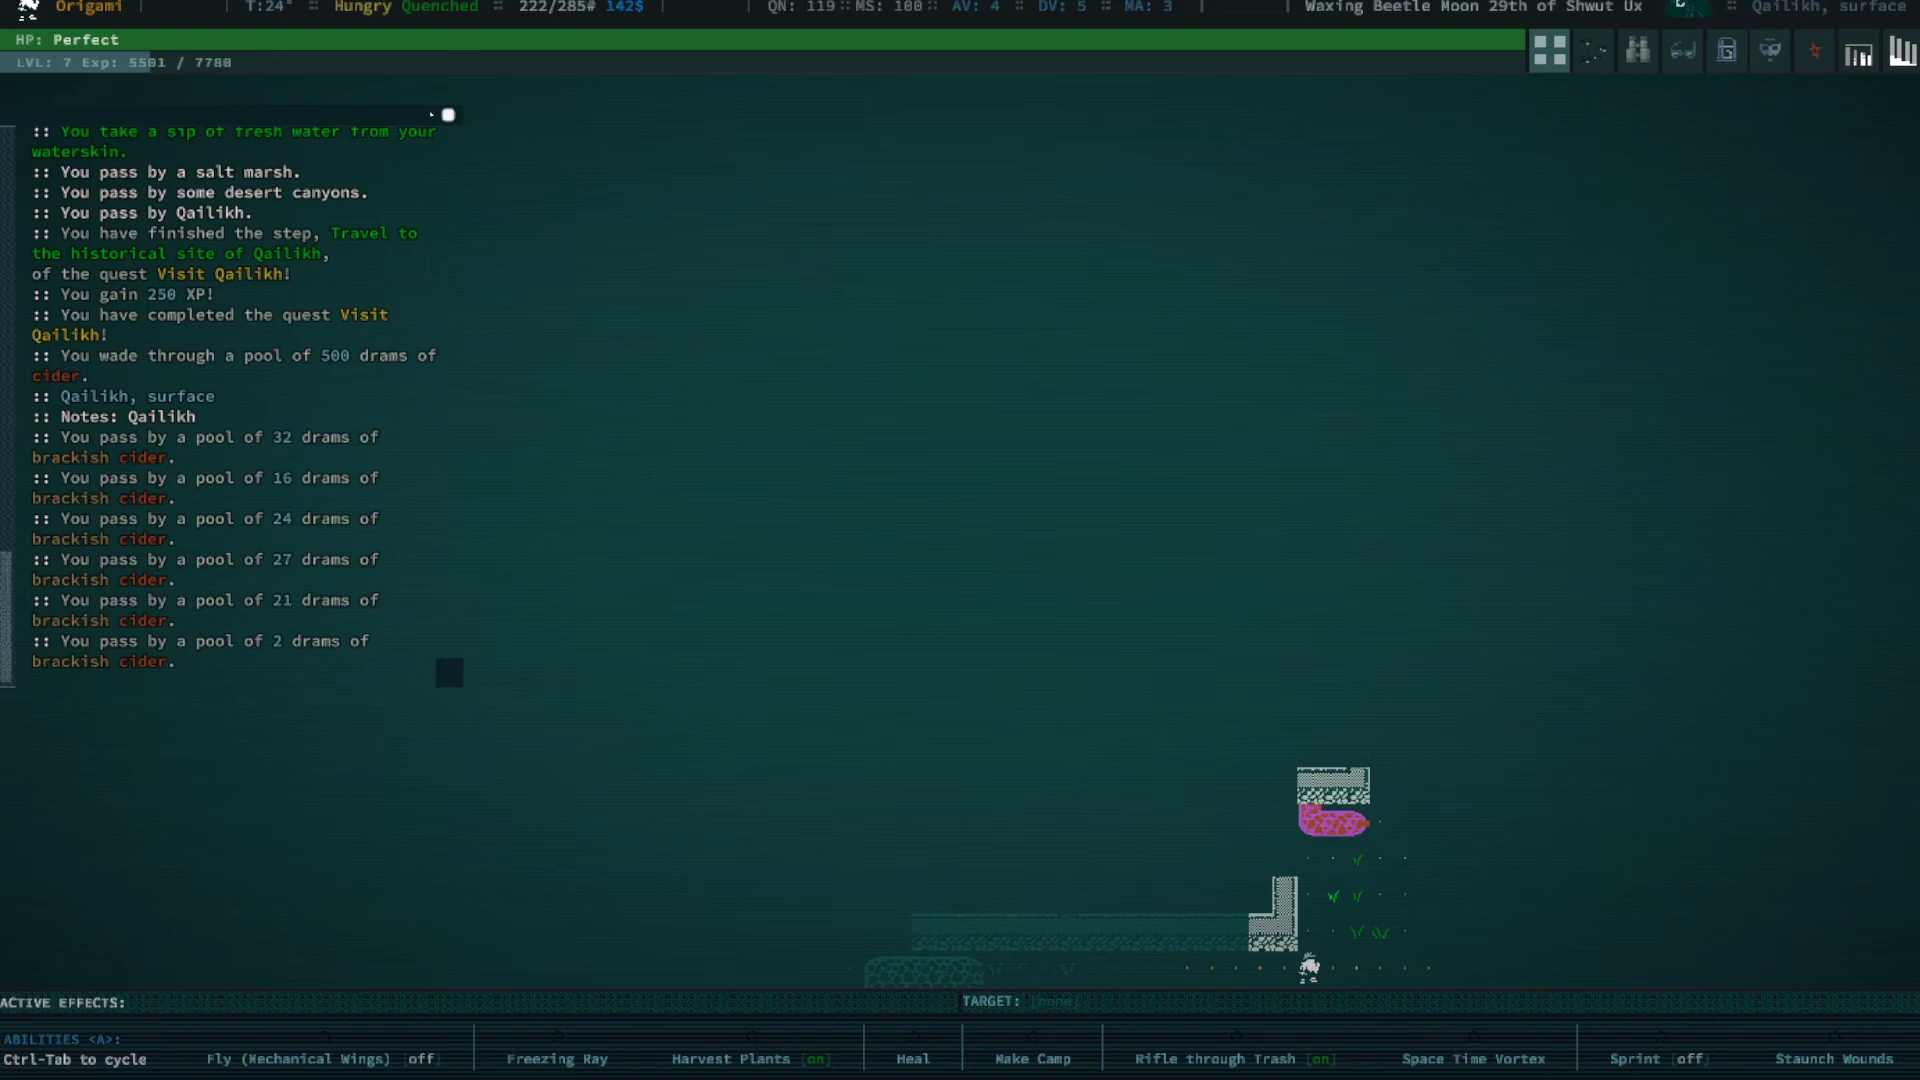 Origami T:24° :: Hungry Quenched :: 222/285# 142$ QN: 119 :: MS: 100 :: AV: 4 :: DV: 5 :: MA: 3 Waxing Beetle Moon 29th of Shwut Ux :: Qailikh, surface
HP: Perfect
LVL: 7 Exp: 5501 / 7780
:: You take a sip of fresh water from your
waterskin.
:: You pass by a salt marsh.
:: You pass by some desert canyons.
:: You pass by Qailikh.
:: You have finished the step, Travel to
the historical site of Qailikh,
of the quest Visit Qailikh!
:: You gain 250 XP!
:: You have completed the quest Visit
Qailikh!
:: You wade through a pool of 500 drams of
cider.
:: Qailikh, surface
:: Notes: Qailikh
:: You pass by a pool of 32 drams of
brackish cider.
:: You pass by a pool of 16 drams of
brackish cider.
:: You pass by a pool of 24 drams of
brackish cider.
:: You pass by a pool of 27 drams of
brackish cider.
:: You pass by a pool of 21 drams of
brackish cider.
:: You pass by a pool of 2 drams of
brackish cider.
ACTIVE EFFECTS: TARGET: [none]
ABILITIES <A>:
Ctrl-Tab to cycle Fly (Mechanical Wings) [off] Freezing Ray Harvest Plants [on] Heal Make Camp Rifle through Trash [on] Space Time Vortex Sprint [off] Staunch Wounds